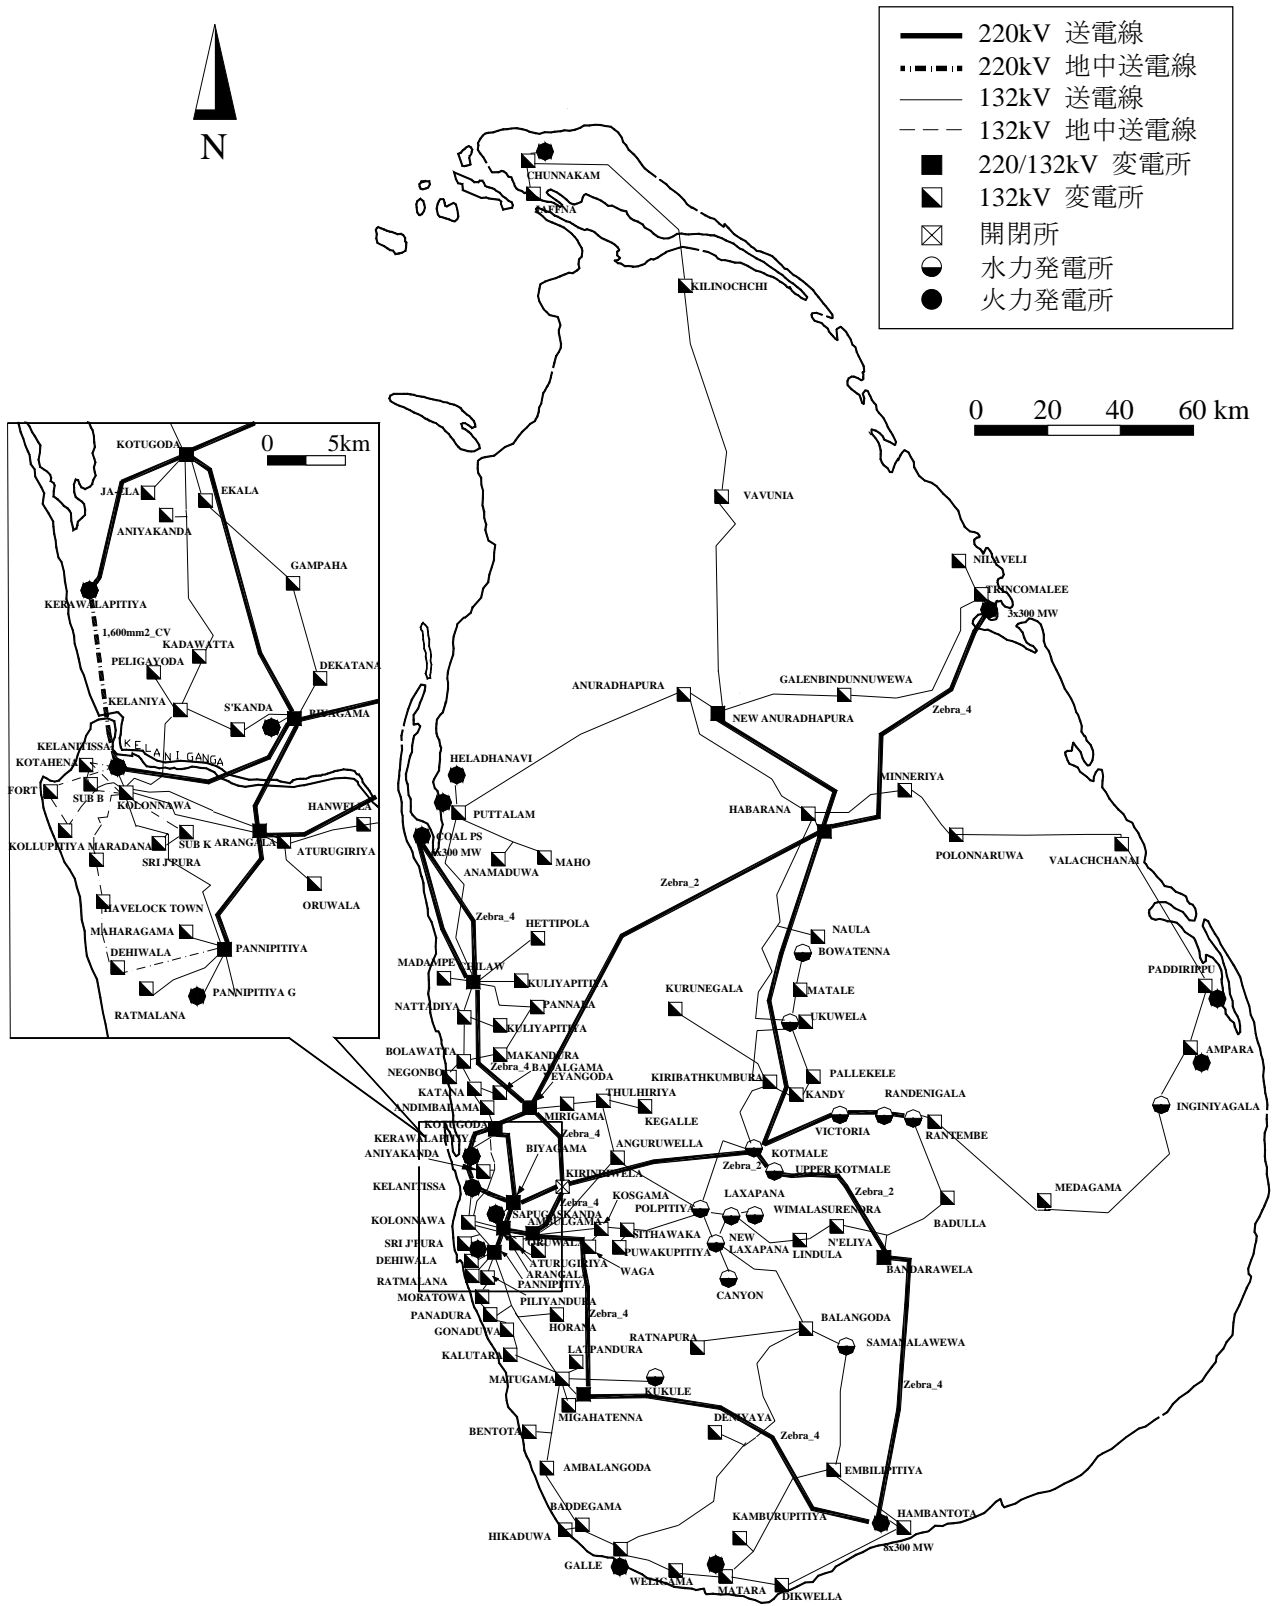 220kV 送電線
220kV 地中送電線
132kV 送電線
132kV 地中送電線
220/132kV 変電所
132kV 変電所
開閉所
水力発電所
火力発電所
N
0 20 40 60 km
CHUNNAKAM
JAFFNA
KILINOCHCHI
VAVUNIA
NILAVELI
TRINCOMALEE
3x300 MW
ANURADHAPURA
GALENBINDUNNUWEWA
NEW ANURADHAPURA
Zebra_4
HELADHANAVI
PUTTALAM
COAL PS
MAHO
ANAMADUWA
MINNERIYA
HABARANA
POLONNARUWA
VALACHCHANAI
Zebra_2
Zebra_4
HETTIPOLA
MADAMPE
CHILAW
KULIYAPITIYA
NATTADIYA
PANNALA
KULIYAPITIYA
BOLAWATTA
MAKANDURA
Zebra_4
BADALGAMA
NEGONBO
VEYANGODA
KATANA
ANDIMBALAMA
MIRIGAMA
THULHIRIYA
KEGALLE
KOTUGODA
KERAWALAPITIYA
ANIYAKANDA
BIYAGAMA
Zebra_4
ANGURUWELLA
KELANITISSA
KIRINDIWELA
Zebra_4
SAPUGASKANDA
KOLONNAWA
AMBULGAMA
KOSGAMA
SITHAWAKA
PUWAKUPITIYA
WAGA
SRI J'PURA
ORUWALA
ATURUGIRIYA
DEHIWALA
ARANGALA
PANNIPITIYA
RATMALANA
PILIYANDURA
MORATOWA
PANADURA
HORANA
Zebra_4
GONADUWA
KALUTARA
LATPANDURA
MATUGAMA
MIGAHATENNA
KUKULE
BENTOTA
AMBALANGODA
BADDEGAMA
HIKADUWA
GALLE
WELIGAMA
MATARA
DIKWELLA
KAMBURUPITIYA
HAMBANTOTA
8x300 MW
EMBILIPITIYA
DENIYAYA
Zebra_4
Zebra_4
RATNAPURA
BALANGODA
SAMANALAWEWA
NAULA
BOWATENNA
MATALE
KURUNEGALA
UKUWELA
KIRIBATHKUMBURA
PALLEKELE
KANDY
RANDENIGALA
VICTORIA
RANTEMBE
KOTMALE
Zebra_2
UPPER KOTMALE
Zebra_2
LAXAPANA
POLPITIYA
WIMALASURENDRA
NEW
LAXAPANA
N'ELIYA
LINDULA
CANYON
BADULLA
BANDARAWELA
MEDAGAMA
INGINIYAGALA
AMPARA
PADDIRIPPU
0 5km
KOTUGODA
JA-ELA
EKALA
ANIYAKANDA
GAMPAHA
KERAWALAPITIYA
1,600mm2_CV
KADAWATTA
PELIGAYODA
DEKATANA
KELANIYA
S'KANDA
BIYAGAMA
KELANI GANGA
KELANITISSA
KOTAHENA
FORT
SUB B
KOLONNAWA
HANWELLA
KOLLUPITIYA
MARADANA
SUB K
ARANGALA
SRI J'PURA
ATURUGIRIYA
ORUWALA
HAVELOCK TOWN
MAHARAGAMA
DEHIWALA
PANNIPITIYA
RATMALANA
PANNIPITIYA G